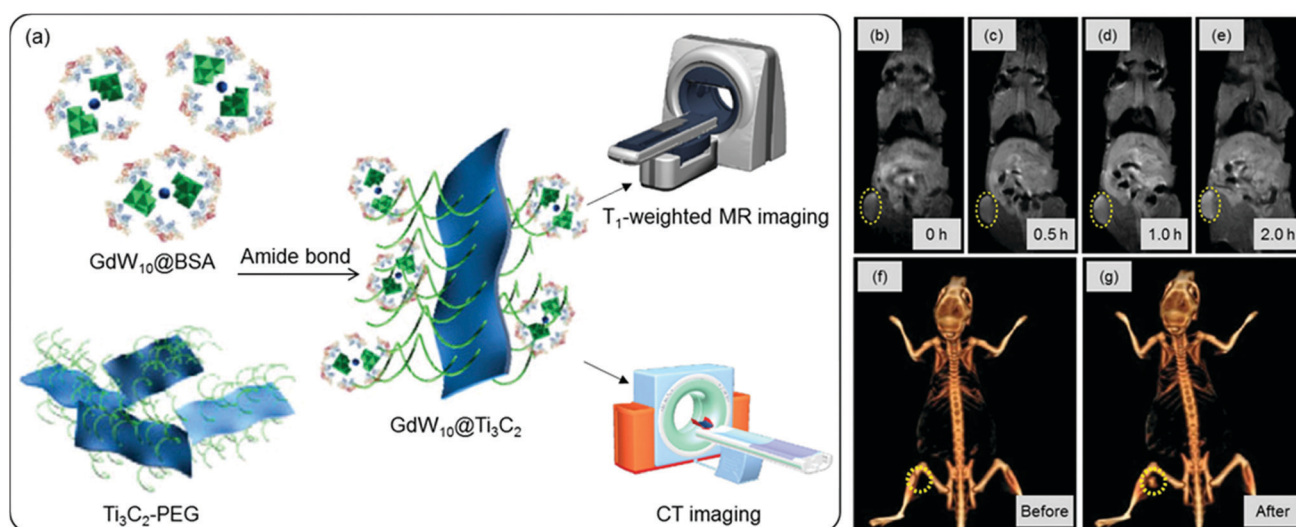 (a)
GdW₁₀@BSA
Amide bond
Ti₃C₂-PEG
GdW₁₀@Ti₃C₂
T₁-weighted MR imaging
CT imaging
(b)
0 h
(c)
0.5 h
(d)
1.0 h
(e)
2.0 h
(f)
Before
(g)
After